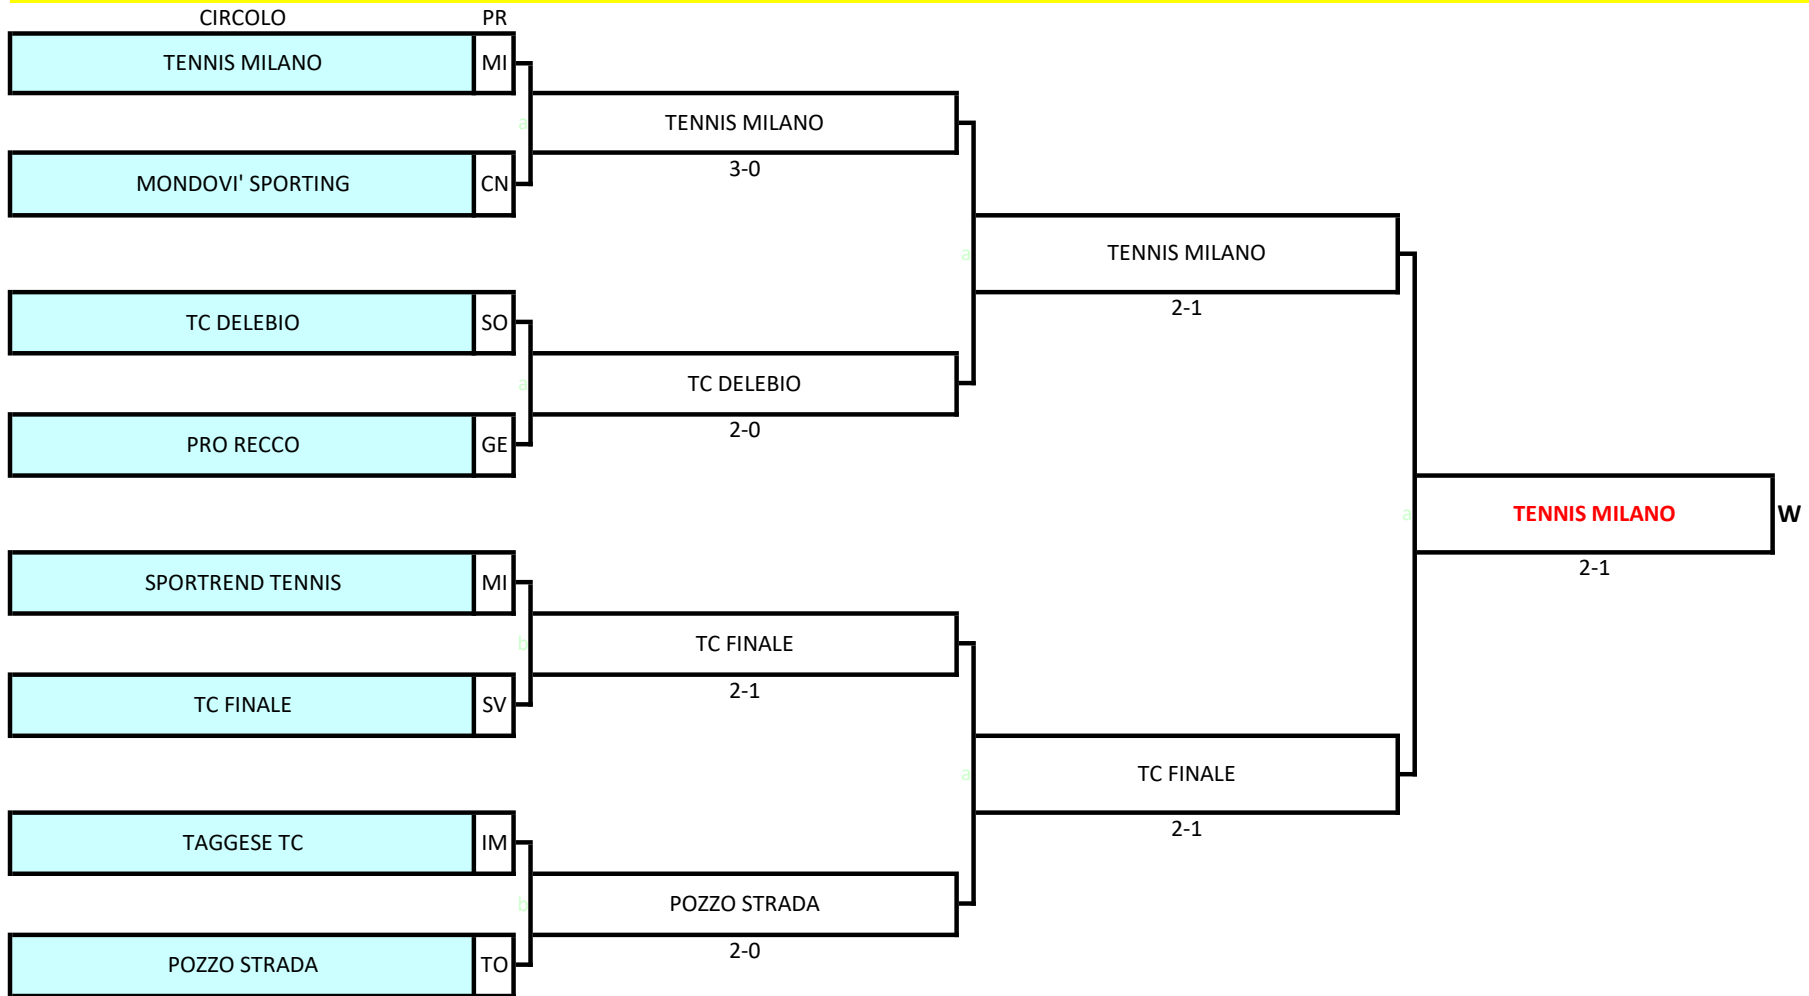 CIRCOLO PR
TENNIS MILANO MI
a TENNIS MILANO
3-0
MONDOVI' SPORTING CN
a TENNIS MILANO
2-1
TC DELEBIO SO
a TC DELEBIO
2-0
PRO RECCO GE
a TENNIS MILANO W
2-1
SPORTREND TENNIS MI
b TC FINALE
2-1
TC FINALE SV
a TC FINALE
2-1
TAGGESE TC IM
b POZZO STRADA
2-0
POZZO STRADA TO